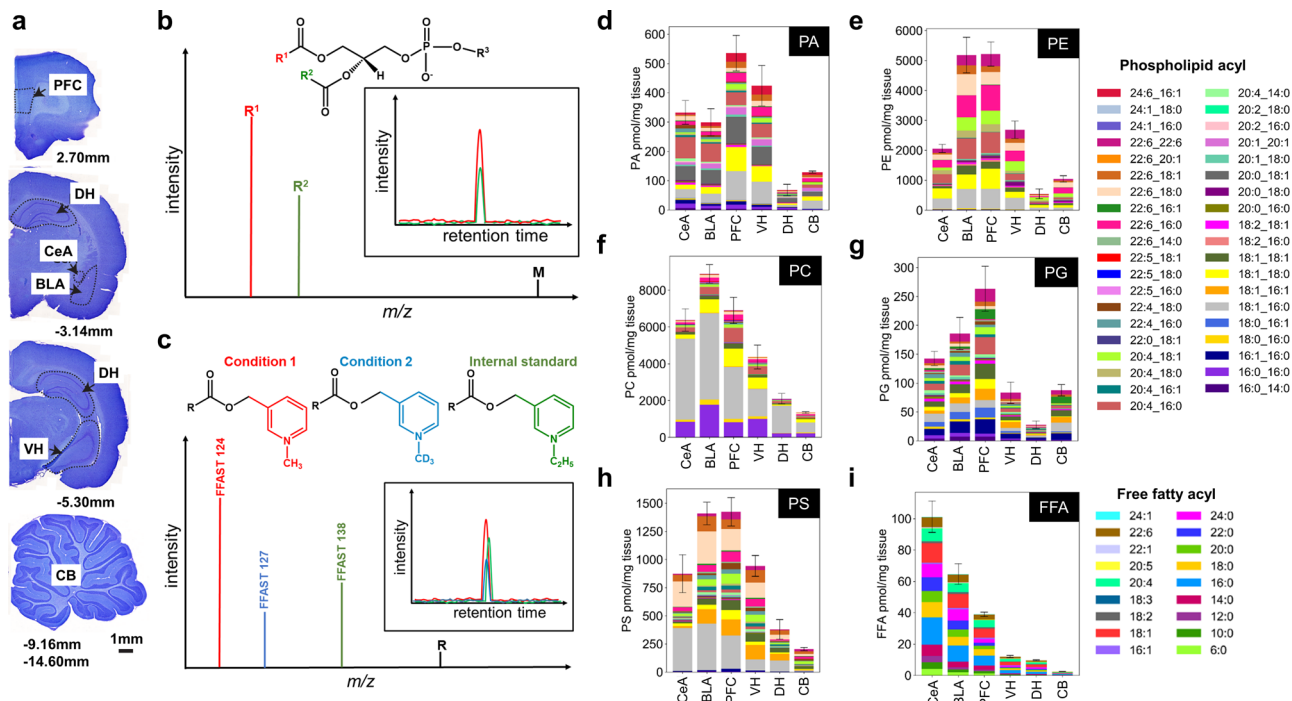 a
PFC
2.70mm
DH
CeA
BLA
-3.14mm
DH
VH
-5.30mm
CB
-9.16mm
-14.60mm
1mm
b
intensity
R1
R2
M
m/z
O
R1
O
O
P
O
R3
O-
R2
O
H
O
intensity
retention time
c
Condition 1
Condition 2
Internal standard
O
R
O
N
CH3
O
R
O
N
CD3
O
R
O
N
C2H5
intensity
FFAST 124
FFAST 127
FFAST 138
R
m/z
intensity
retention time
d
PA
PA pmol/mg tissue
600
500
400
300
200
100
0
CeA
BLA
PFC
VH
DH
CB
e
PE
PE pmol/mg tissue
6000
5000
4000
3000
2000
1000
0
CeA
BLA
PFC
VH
DH
CB
f
PC
PC pmol/mg tissue
8000
6000
4000
2000
0
CeA
BLA
PFC
VH
DH
CB
g
PG
PG pmol/mg tissue
300
250
200
150
100
50
0
CeA
BLA
PFC
VH
DH
CB
h
PS
PS pmol/mg tissue
1500
1250
1000
750
500
250
0
CeA
BLA
PFC
VH
DH
CB
i
FFA
FFA pmol/mg tissue
100
80
60
40
20
0
CeA
BLA
PFC
VH
DH
CB
Phospholipid acyl
24:6_16:1
24:1_18:0
24:1_16:0
22:6_22:6
22:6_20:1
22:6_18:1
22:6_18:0
22:6_16:1
22:6_16:0
22:6_14:0
22:5_18:1
22:5_18:0
22:5_16:0
22:4_18:0
22:4_16:0
22:0_18:1
20:4_18:1
20:4_18:0
20:4_16:1
20:4_16:0
20:4_14:0
20:2_18:0
20:2_16:0
20:1_20:1
20:1_18:0
20:0_18:1
20:0_18:0
20:0_16:0
18:2_18:1
18:2_16:0
18:1_18:1
18:1_18:0
18:1_16:1
18:1_16:0
18:0_16:1
18:0_16:0
16:1_16:0
16:0_16:0
16:0_14:0
Free fatty acyl
24:1
22:6
22:1
20:5
20:4
18:3
18:2
18:1
16:1
24:0
22:0
20:0
18:0
16:0
14:0
12:0
10:0
6:0